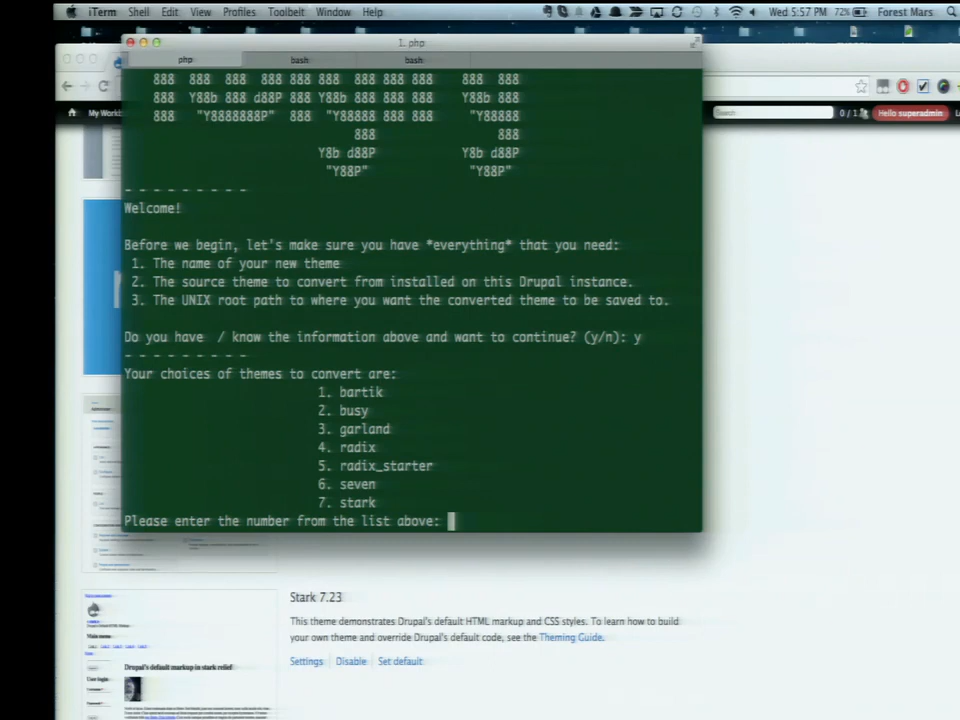 iTerm Shell Edit View Profiles Toolbelt Window Help Wed 5:57 PM 72% Forest Mars
1. php
php bash bash
888 888 888 888 888 888 888 888 888 888
888 Y88b 888 d88P 888 Y88b 888 888 888 Y88b 888
888 "Y8888888P" 888 "Y88888 888 888 "Y88888
888 888
Y8b d88P Y8b d88P
"Y88P" "Y88P"
- - - - - - - - -
Welcome!
Before we begin, let's make sure you have *everything* that you need:
1. The name of your new theme
2. The source theme to convert from installed on this Drupal instance.
3. The UNIX root path to where you want the converted theme to be saved to.
Do you have / know the information above and want to continue? (y/n): y
- - - - - - - - -
Your choices of themes to convert are:
1. bartik
2. busy
3. garland
4. radix
5. radix_starter
6. seven
7. stark
Please enter the number from the list above:
My Work
Search
0 / 1
Hello superadmin
Stark 7.23
This theme demonstrates Drupal's default HTML markup and CSS styles. To learn how to build
your own theme and override Drupal's default code, see the Theming Guide.
Settings Disable Set default
Main menu
Drupal's default markup in stark relief
User login